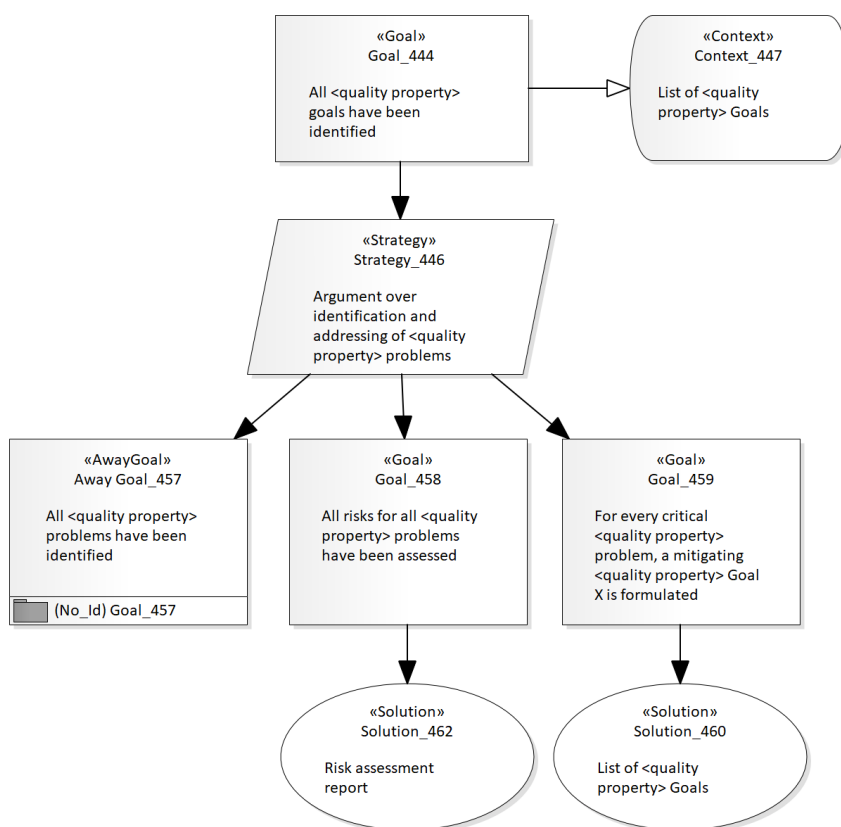 «Goal»
Goal_444
All <quality property>
goals have been
identified
«Context»
Context_447
List of <quality
property> Goals
«Strategy»
Strategy_446
Argument over
identification and
addressing of <quality
property> problems
«AwayGoal»
Away Goal_457
All <quality property>
problems have been
identified
(No_Id) Goal_457
«Goal»
Goal_458
All risks for all <quality
property> problems
have been assessed
«Goal»
Goal_459
For every critical
<quality property>
problem, a mitigating
<quality property> Goal
X is formulated
«Solution»
Solution_462
Risk assessment
report
«Solution»
Solution_460
List of <quality
property> Goals